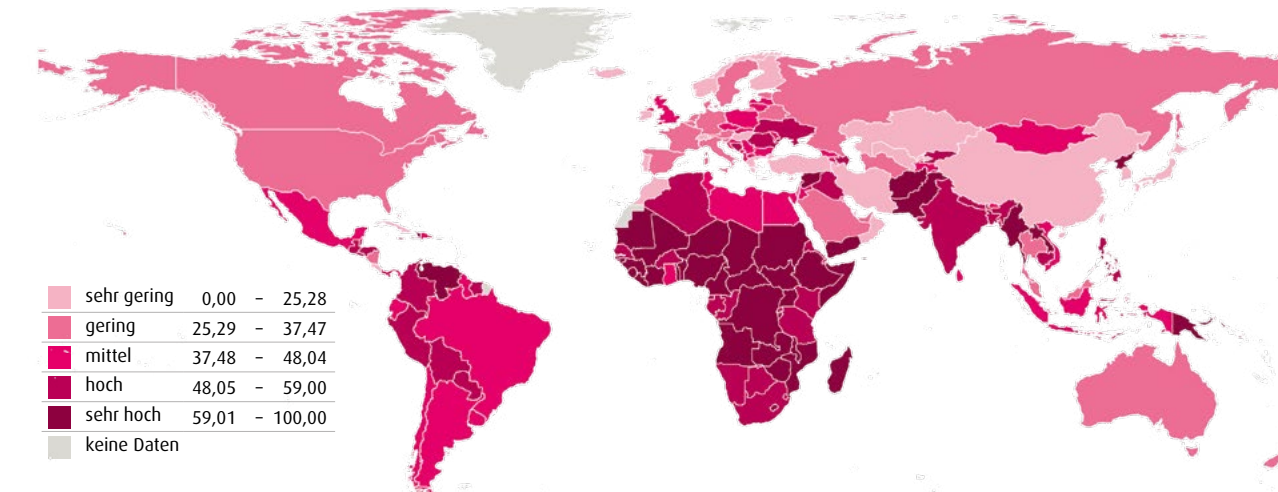 sehr gering 0,00 – 25,28
gering 25,29 – 37,47
mittel 37,48 – 48,04
hoch 48,05 – 59,00
sehr hoch 59,01 – 100,00
keine Daten